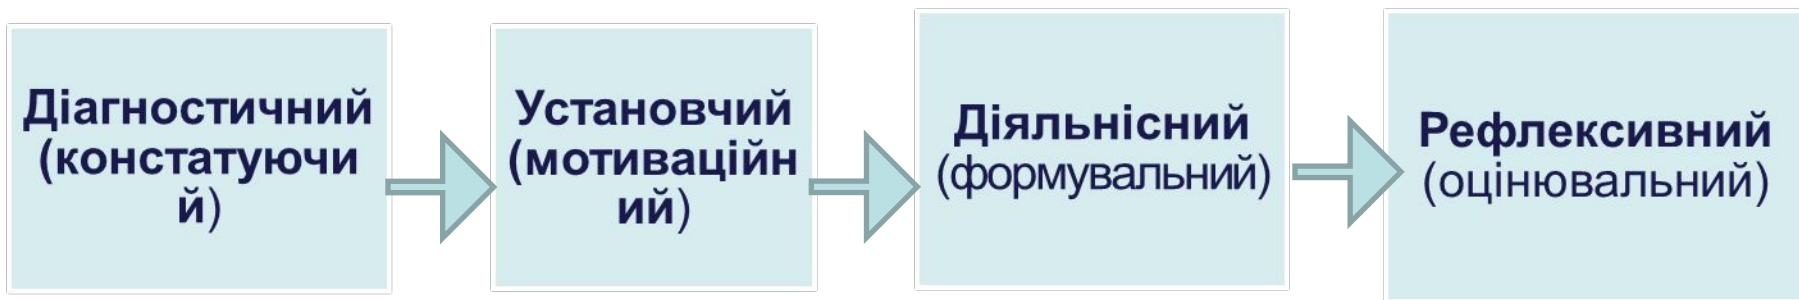 Діагностичний
(констатуючи
й)
Установчий
(мотиваційн
ий)
Діяльнісний
(формувальний)
Рефлексивний
(оцінювальний)